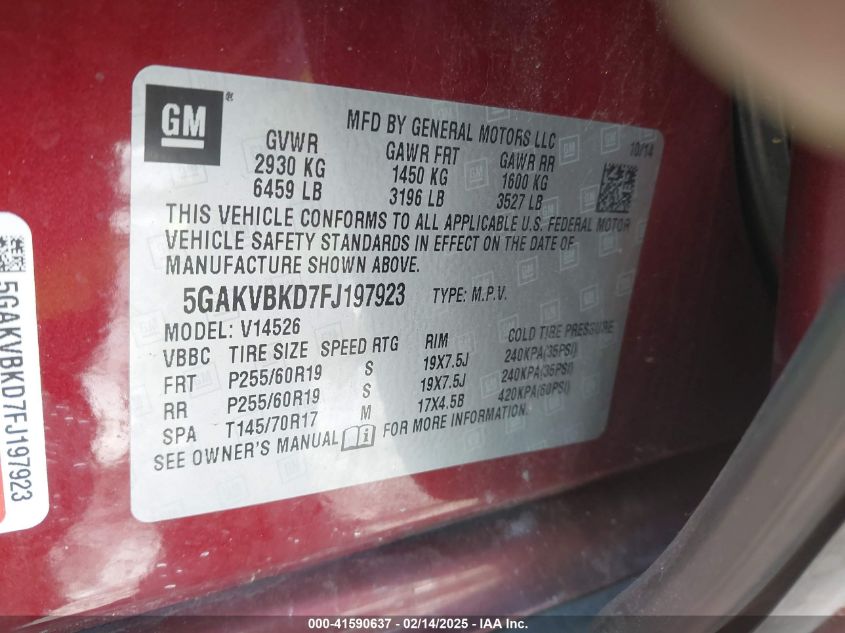 GM
MFD BY GENERAL MOTORS LLC
10/14
GVWR GAWR FRT GAWR RR
2930 KG 1450 KG 1600 KG
6459 LB 3196 LB 3527 LB
THIS VEHICLE CONFORMS TO ALL APPLICABLE U.S. FEDERAL MOTOR
VEHICLE SAFETY STANDARDS IN EFFECT ON THE DATE OF
MANUFACTURE SHOWN ABOVE.
5GAKVBKD7FJ197923 TYPE: M.P.V.
MODEL: V14526
VBBC TIRE SIZE SPEED RTG RIM COLD TIRE PRESSURE
FRT P255/60R19 S 19X7.5J 240KPA(35PSI)
RR P255/60R19 S 19X7.5J 240KPA(35PSI)
SPA T145/70R17 M 17X4.5B 420KPA(60PSI)
SEE OWNER'S MANUAL FOR MORE INFORMATION.
5GAKVBKD7FJ197923
000-41590637 - 02/14/2025 - IAA Inc.